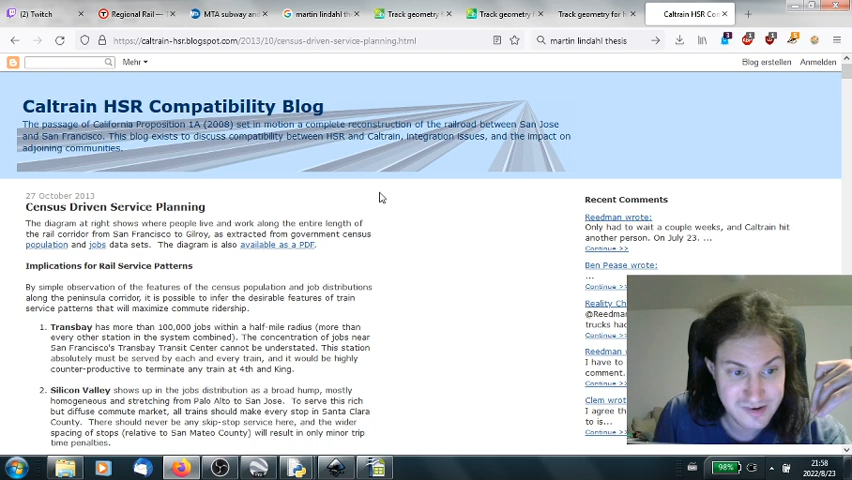 (2) Twitch
Regional Rail — 
MTA subway and
martin lindahl th
Track geometry f
Track geometry f
Track geometry for h
Caltrain HSR Con
https://caltrain-hsr.blogspot.com/2013/10/census-driven-service-planning.html
martin lindahl thesis
Mehr
Blog erstellen
Anmelden
Caltrain HSR Compatibility Blog
The passage of California Proposition 1A (2008) set in motion a complete reconstruction of the railroad between San Jose
and San Francisco. This blog exists to discuss compatibility between HSR and Caltrain, integration issues, and the impact on
adjoining communities.
27 October 2013
Census Driven Service Planning
The diagram at right shows where people live and work along the entire length of
the rail corridor from San Francisco to Gilroy, as extracted from government census
population and jobs data sets. The diagram is also available as a PDF.
Implications for Rail Service Patterns
By simple observation of the features of the census population and job distributions
along the peninsula corridor, it is possible to infer the desirable features of train
service patterns that will maximize commute ridership.
1. Transbay has more than 100,000 jobs within a half-mile radius (more than
every other station in the system combined). The concentration of jobs near
San Francisco's Transbay Transit Center cannot be understated. This station
absolutely must be served by each and every train, and it would be highly
counter-productive to terminate any train at 4th and King.
2. Silicon Valley shows up in the jobs distribution as a broad hump, mostly
homogeneous and stretching from Palo Alto to San Jose. To serve this rich
but diffuse commute market, all trains should make every stop in Santa Clara
County. There should never be any skip-stop service here, and the wider
spacing of stops (relative to San Mateo County) will result in only minor trip
time penalties.
Recent Comments
Reedman wrote:
Only had to wait a couple weeks, and Caltrain hit
another person. On July 23. ...
Continue >>
Ben Pease wrote:
...
Continue >>
Reality Ch
@Reedman
trucks had
Continue >>
Reedman w
I have to
comment.
Continue >>
Clem wrot
I agree th
to is...
Continue >>
98%
21:58
2022/8/23